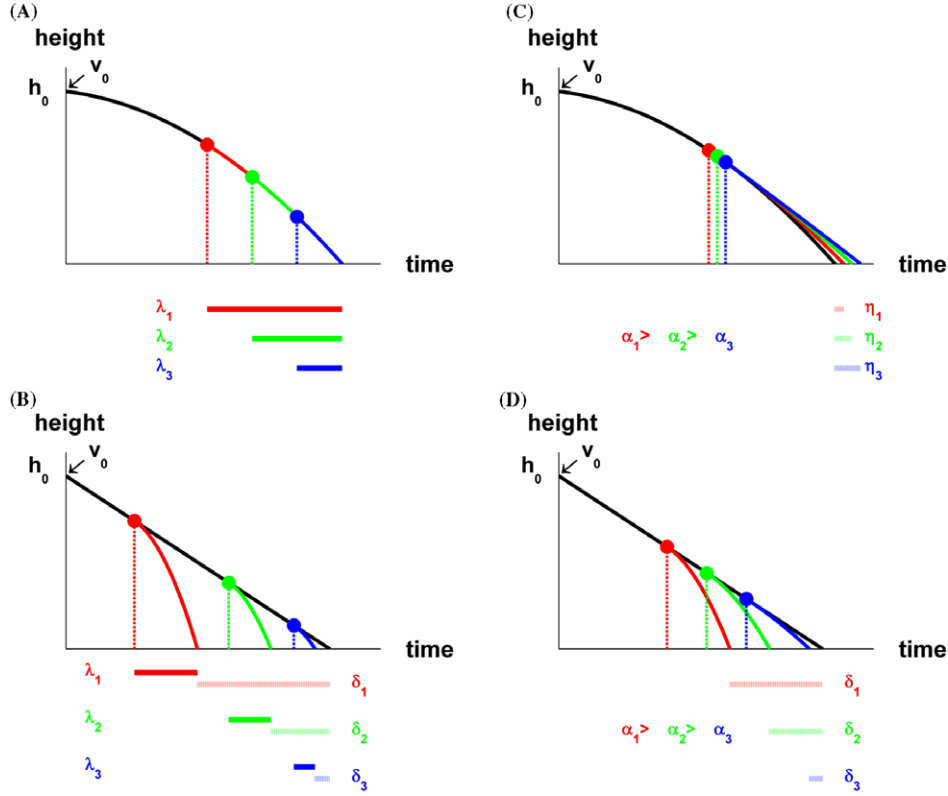 (A)
height
v0
h0
time
λ1
λ2
λ3
(C)
height
v0
h0
time
η1
α1> α2> α3
η2
η3
(B)
height
v0
h0
time
λ1
δ1
λ2
δ2
λ3
δ3
(D)
height
v0
h0
time
δ1
α1> α2> α3
δ2
δ3